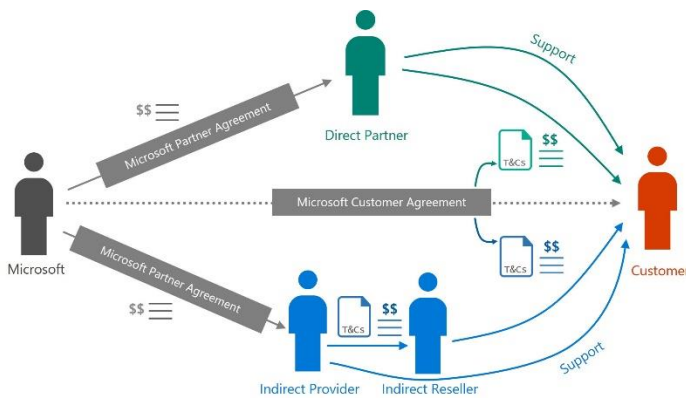 Support
$$
Microsoft Partner Agreement
Direct Partner
$$
T&Cs
Microsoft Customer Agreement
Microsoft
$$
T&Cs
Customer
Microsoft Partner Agreement
$$
$$
T&Cs
Support
Indirect Provider
Indirect Reseller